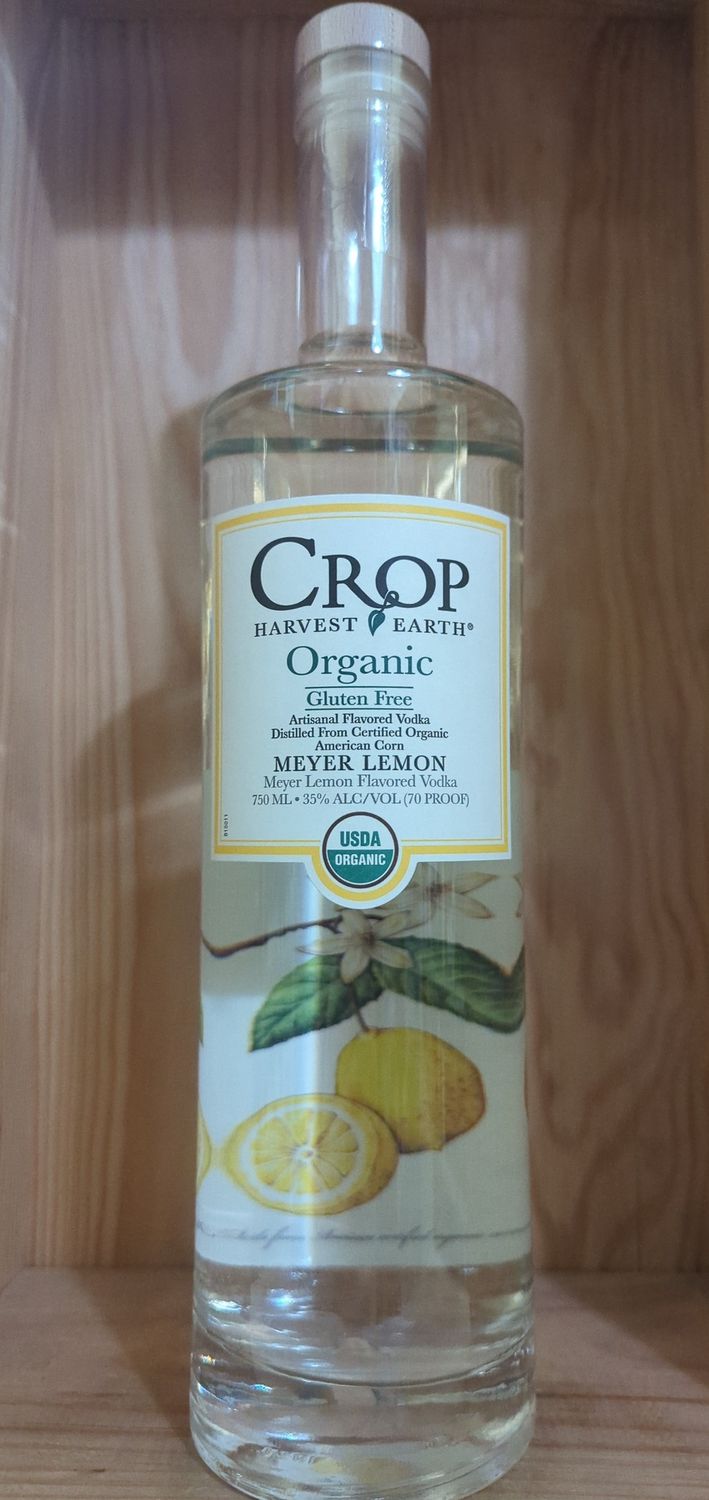 CROP
HARVEST EARTH®
Organic
Gluten Free
Artisanal Flavored Vodka
Distilled From Certified Organic
American Corn
MEYER LEMON
Meyer Lemon Flavored Vodka
750 ML • 35% ALC/VOL (70 PROOF)
USDA
ORGANIC